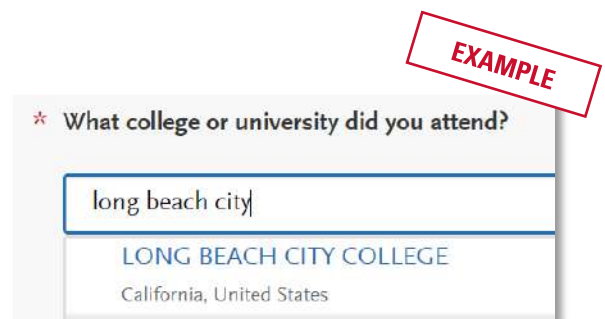 EXAMPLE
* What college or university did you attend?
long beach city
LONG BEACH CITY COLLEGE
California, United States